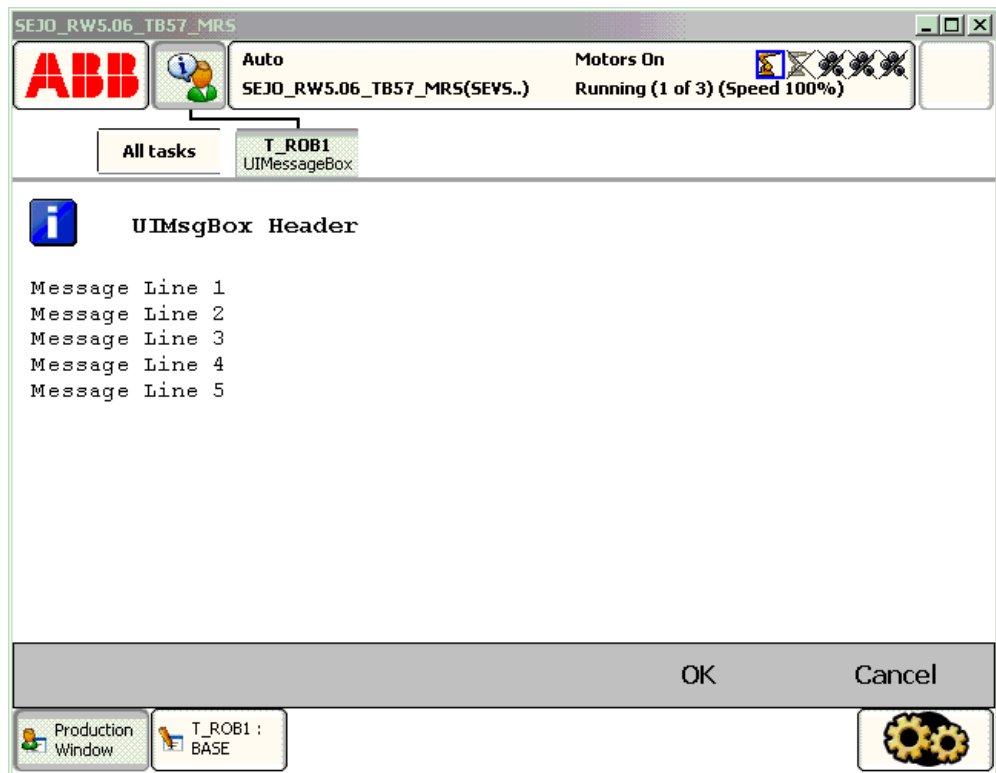 SEJO_RW5.06_TB57_MRS
ABB
Auto
SEJO_RW5.06_TB57_MRS(SEVS..)
Motors On
Running (1 of 3) (Speed 100%)
All tasks
T_ROB1
UIMessageBox
UIMsgBox Header
Message Line 1
Message Line 2
Message Line 3
Message Line 4
Message Line 5
OK
Cancel
Production
Window
T_ROB1 :
BASE